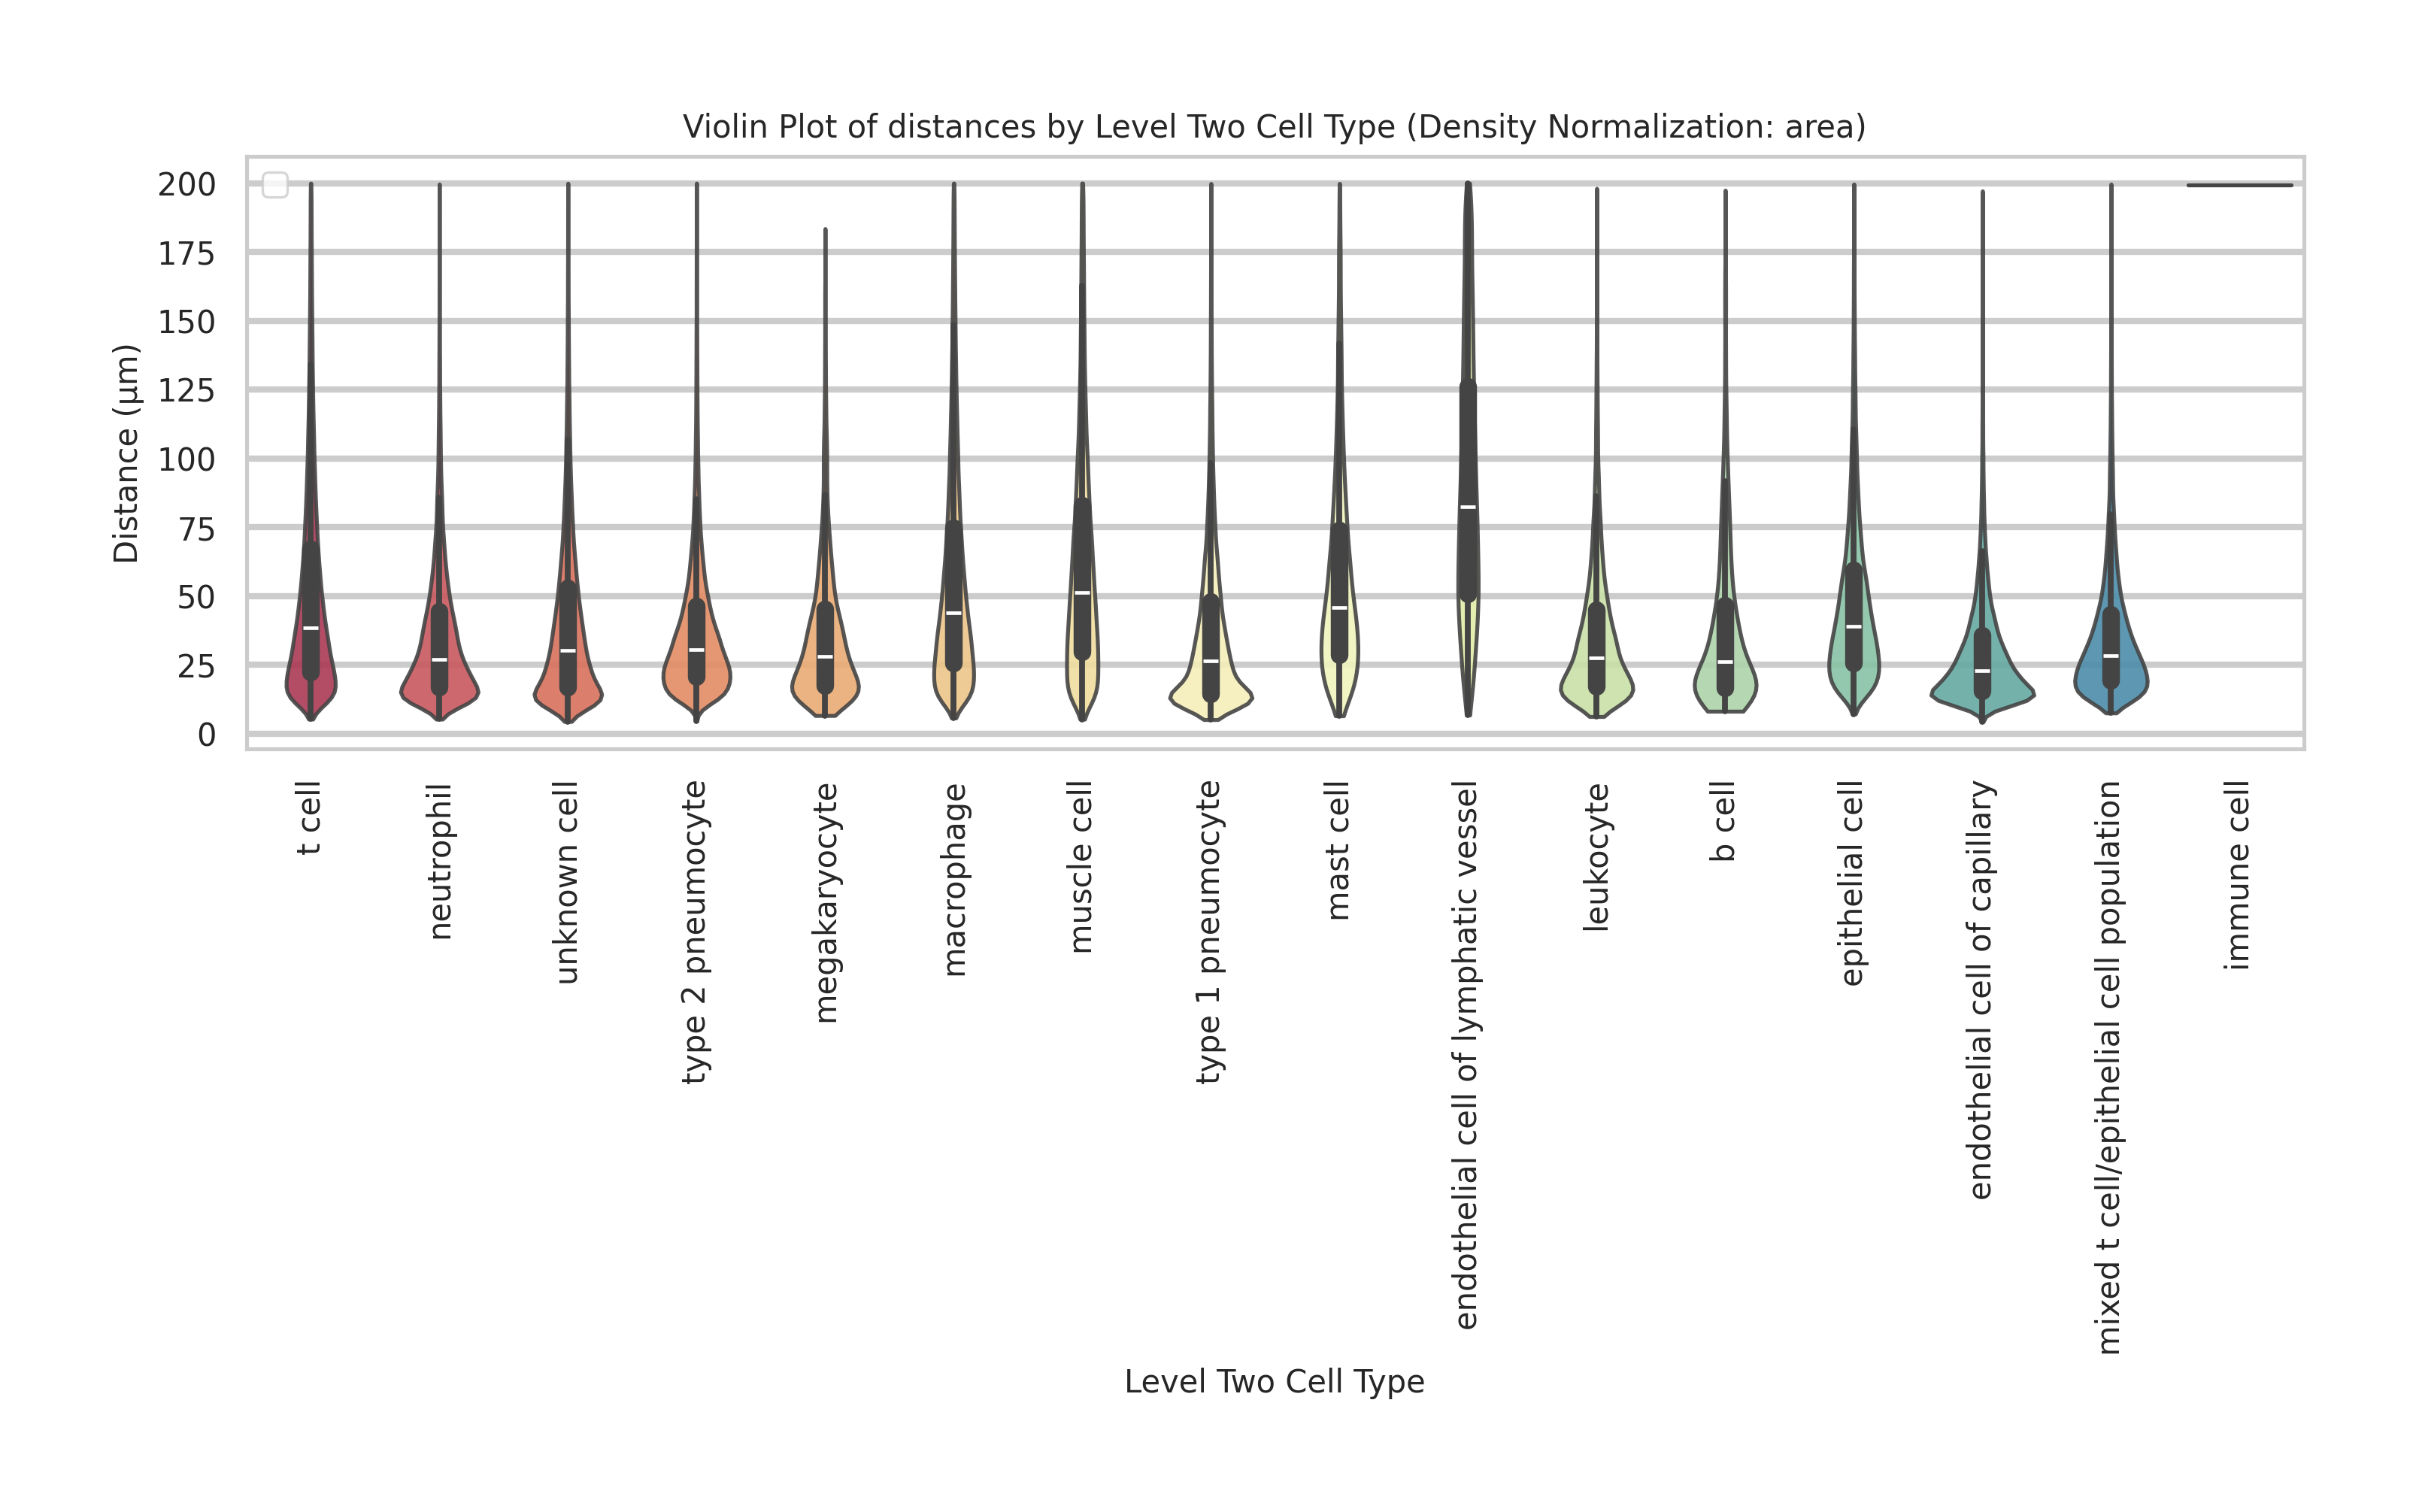 Violin Plot of distances by Level Two Cell Type (Density Normalization: area)
Distance (µm)
200
175
150
125
100
75
50
25
0
t cell
neutrophil
unknown cell
type 2 pneumocyte
megakaryocyte
macrophage
muscle cell
type 1 pneumocyte
mast cell
endothelial cell of lymphatic vessel
leukocyte
b cell
epithelial cell
endothelial cell of capillary
mixed t cell/epithelial cell population
immune cell
Level Two Cell Type